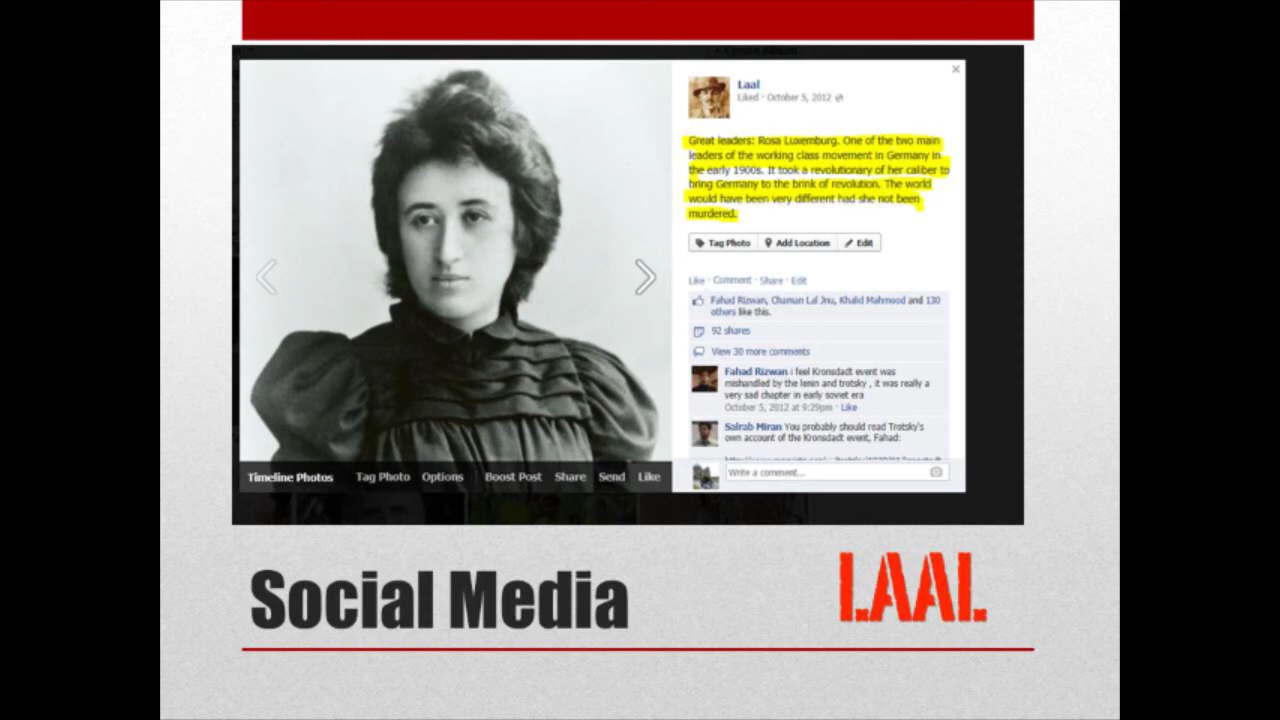 Laal
Liked · October 5, 2012
Great leaders: Rosa Luxemburg. One of the two main
leaders of the working class movement in Germany in
the early 1900s. It took a revolutionary of her caliber to
bring Germany to the brink of revolution. The world
would have been very different had she not been
murdered.
Tag Photo Add Location Edit
Like · Comment · Share · Edit
Fahad Rizwan, Chaman Lal Jnu, Khalid Mahmood and 130
others like this.
92 shares
View 30 more comments
Fahad Rizwan i feel Kronsdadt event was
mishandled by the lenin and trotsky , it was really a
very sad chapter in early soviet era
October 5, 2012 at 9:29pm · Like
Salrab Miran You probably should read Trotsky's
own account of the Kronsdadt event, Fahad:
Write a comment...
Timeline Photos Tag Photo Options Boost Post Share Send Like
Social Media
LAAL